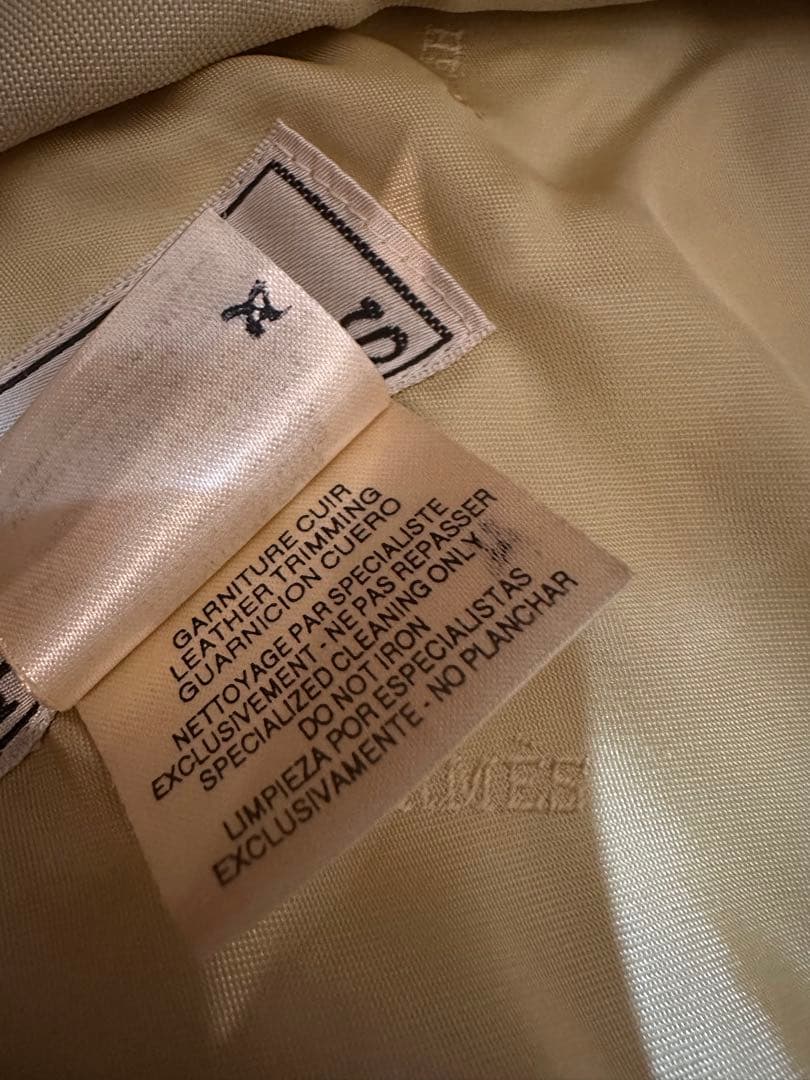 GARNITURE CUIR
LEATHER TRIMMING
GUARNICION CUERO
NETTOYAGE PAR SPECIALISTE
EXCLUSIVEMENT - NE PAS REPASSER
SPECIALIZED CLEANING ONLY
DO NOT IRON
LIMPIEZA POR ESPECIALISTAS
EXCLUSIVAMENTE - NO PLANCHAR